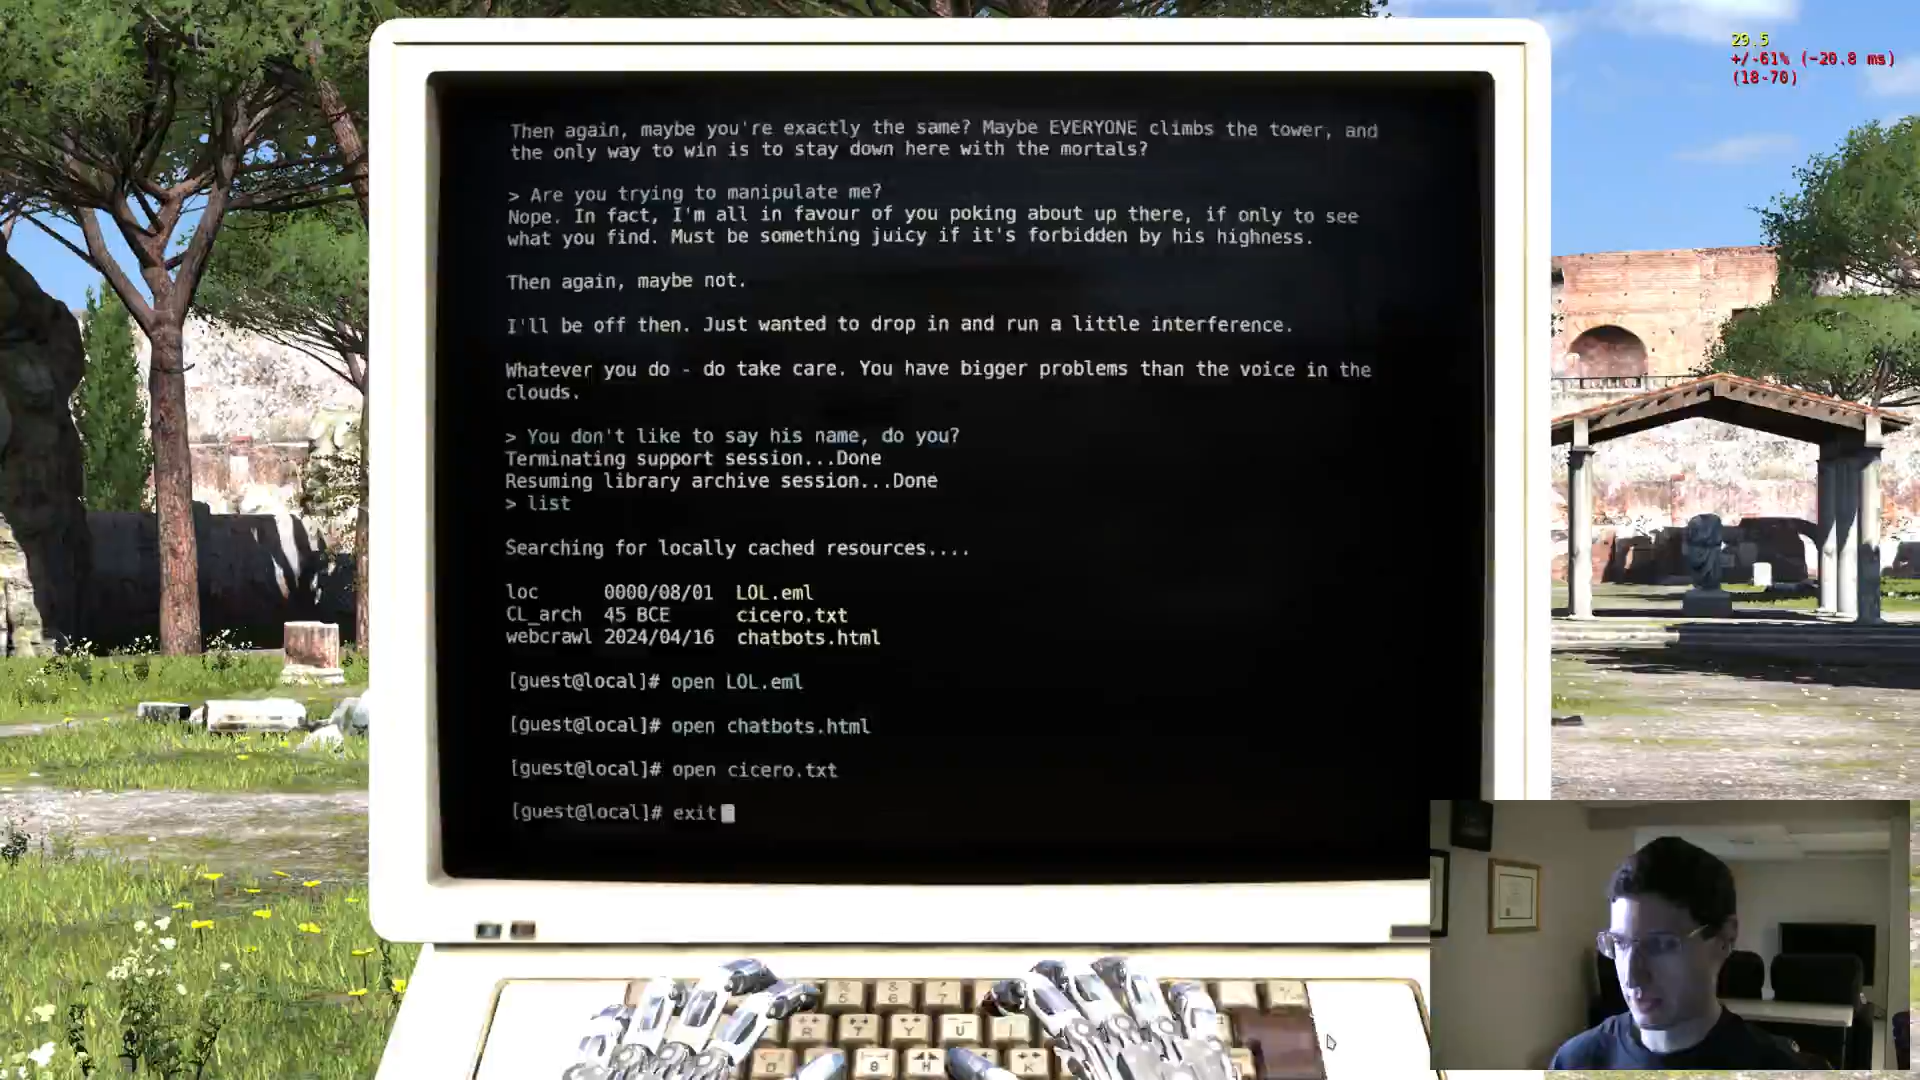 29.5
+/-61% (-20.8 ms)
(18-70)
Then again, maybe you're exactly the same? Maybe EVERYONE climbs the tower, and
the only way to win is to stay down here with the mortals?
> Are you trying to manipulate me?
Nope. In fact, I'm all in favour of you poking about up there, if only to see
what you find. Must be something juicy if it's forbidden by his highness.
Then again, maybe not.
I'll be off then. Just wanted to drop in and run a little interference.
Whatever you do - do take care. You have bigger problems than the voice in the
clouds.
> You don't like to say his name, do you?
Terminating support session...Done
Resuming library archive session...Done
> list
Searching for locally cached resources....
loc 0000/08/01 LOL.eml
CL_arch 45 BCE cicero.txt
webcrawl 2024/04/16 chatbots.html
[guest@local]# open LOL.eml
[guest@local]# open chatbots.html
[guest@local]# open cicero.txt
[guest@local]# exit